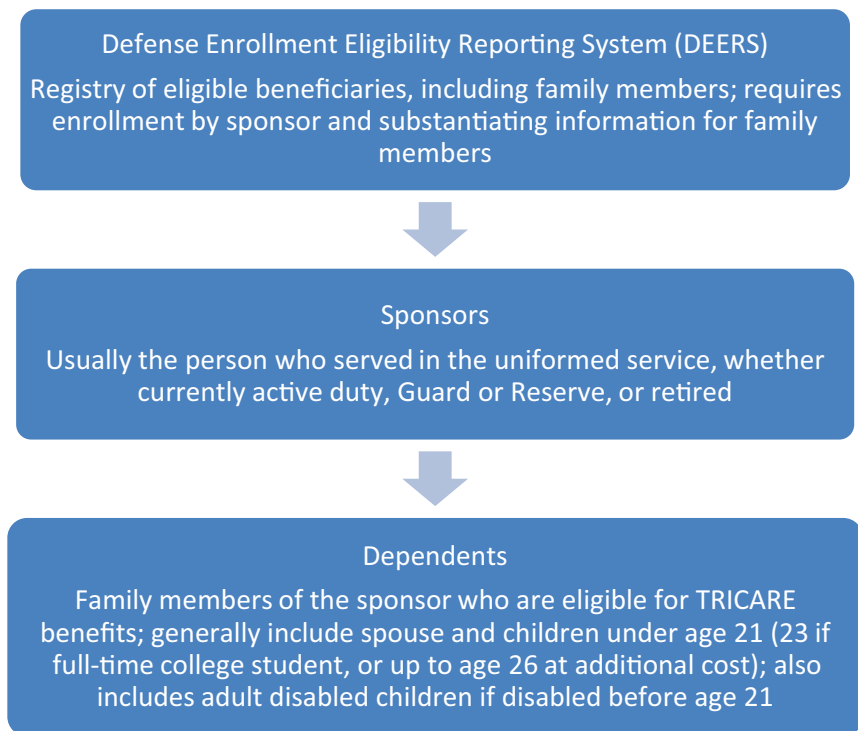 Defense Enrollment Eligibility Reporting System (DEERS)
Registry of eligible beneficiaries, including family members; requires
enrollment by sponsor and substantiating information for family
members
Sponsors
Usually the person who served in the uniformed service, whether
currently active duty, Guard or Reserve, or retired
Dependents
Family members of the sponsor who are eligible for TRICARE
benefits; generally include spouse and children under age 21 (23 if
full-time college student, or up to age 26 at additional cost); also
includes adult disabled children if disabled before age 21